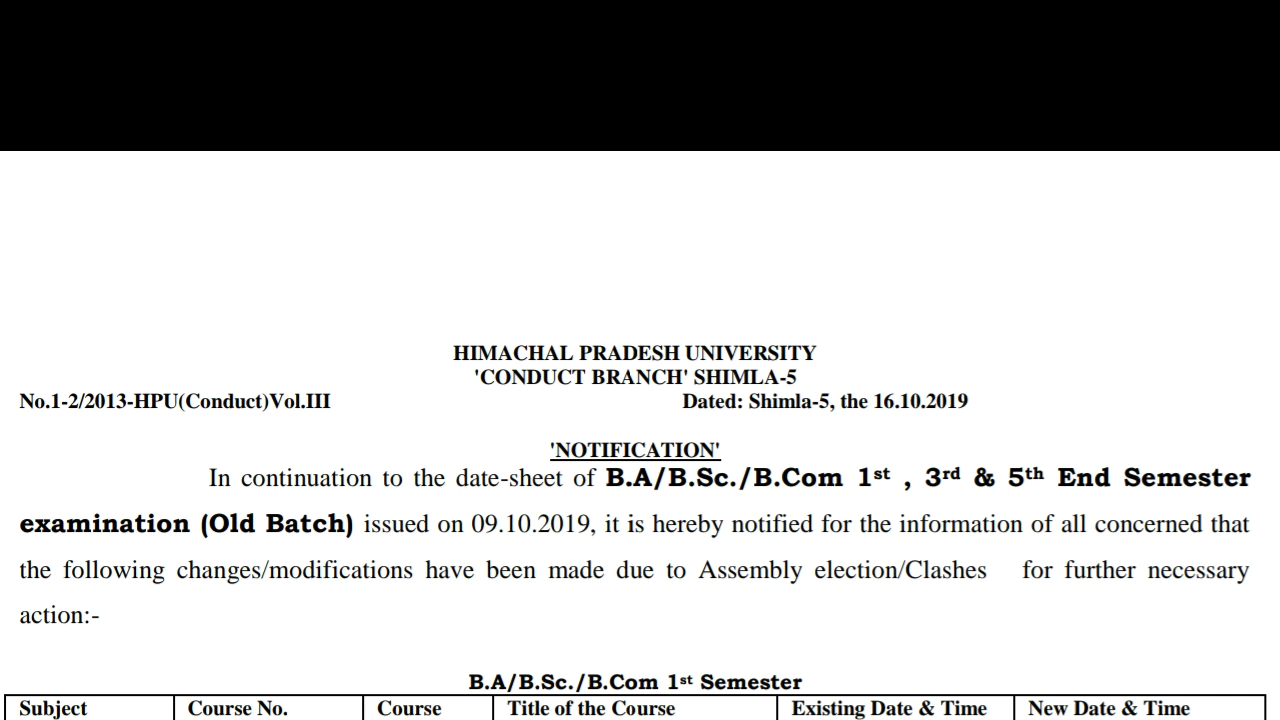 HIMACHAL PRADESH UNIVERSITY
'CONDUCT BRANCH' SHIMLA-5
No.1-2/2013-HPU(Conduct)Vol.III Dated: Shimla-5, the 16.10.2019
'NOTIFICATION'
In continuation to the date-sheet of B.A/B.Sc./B.Com 1st , 3rd & 5th End Semester
examination (Old Batch) issued on 09.10.2019, it is hereby notified for the information of all concerned that
the following changes/modifications have been made due to Assembly election/Clashes for further necessary
action:-
B.A/B.Sc./B.Com 1st Semester
Subject Course No. Course Title of the Course Existing Date & Time New Date & Time